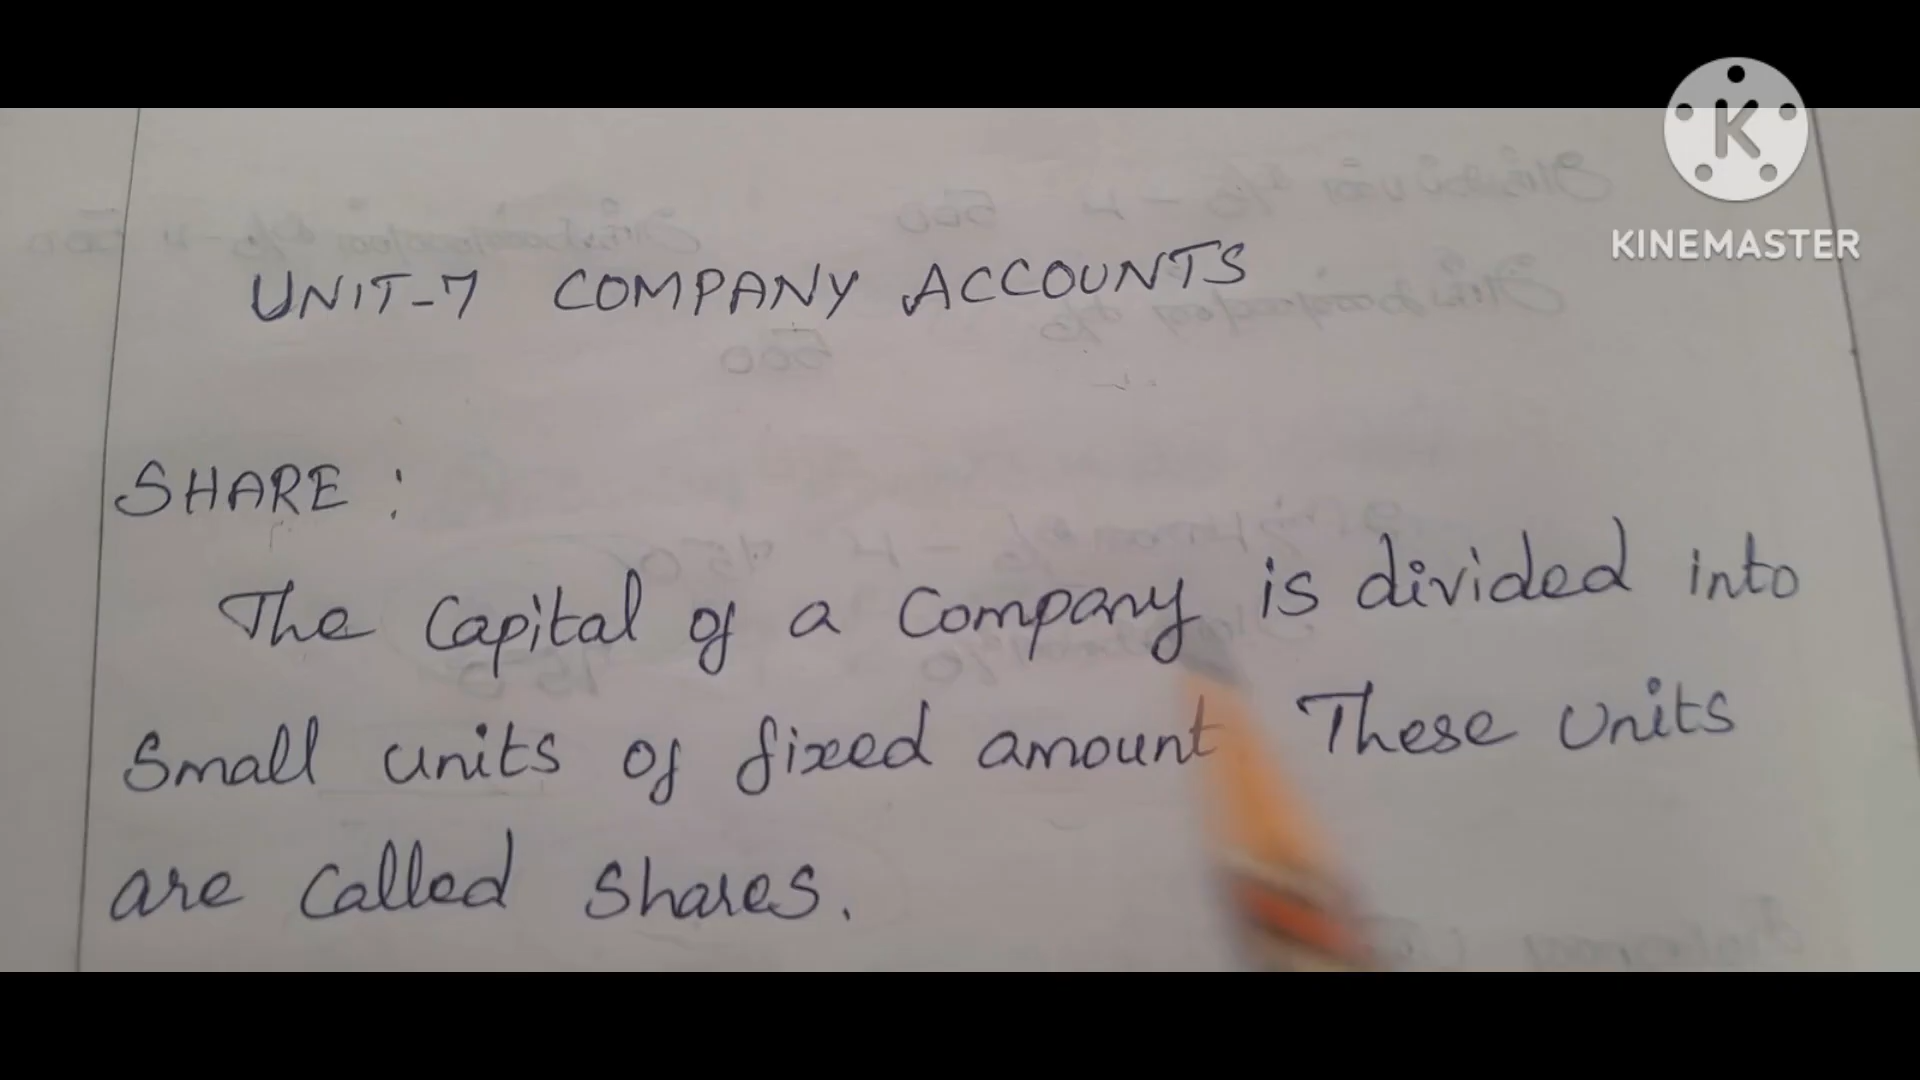 K
KINEMASTER
UNIT-7 COMPANY ACCOUNTS
SHARE :
The Capital of a Company is divided into
Small units of fixed amount These Units
are Called Shares.